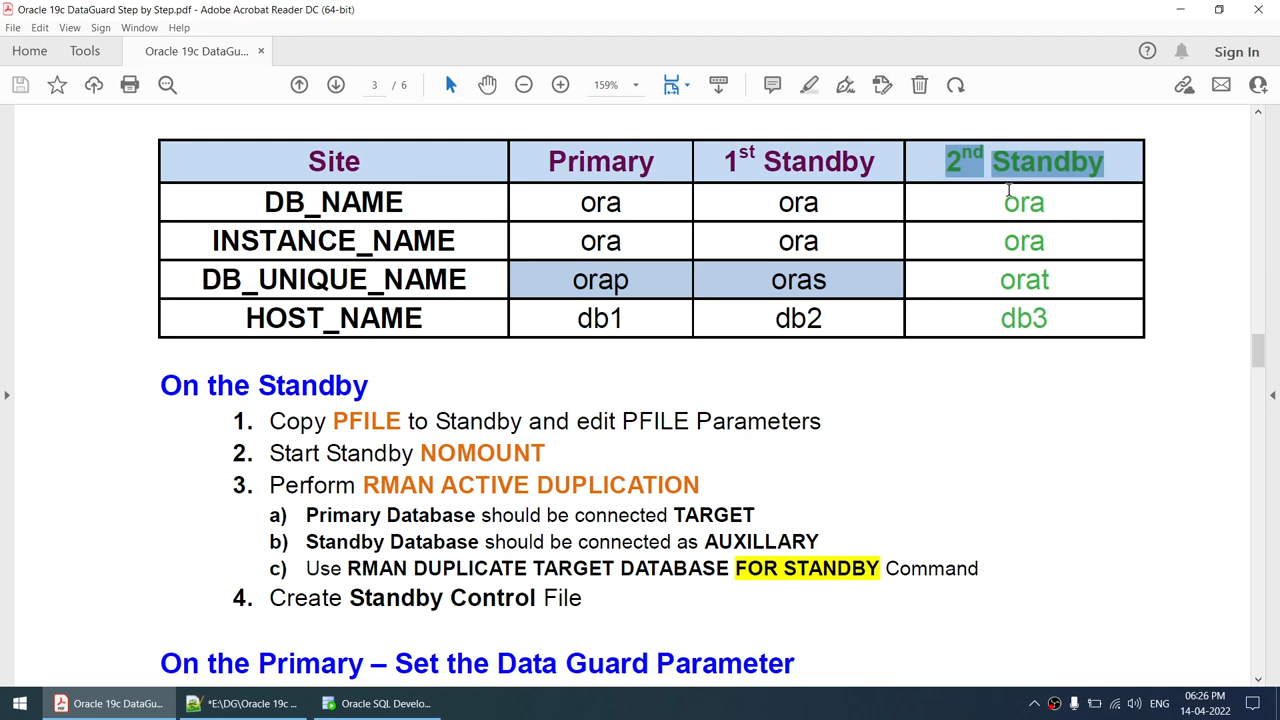 Oracle 19c DataGuard Step by Step.pdf - Adobe Acrobat Reader DC (64-bit)
File Edit View Sign Window Help
Home Tools Oracle 19c DataGu... × Sign In
3 / 6 159%
Site Primary 1st Standby 2nd Standby
DB_NAME ora ora ora
INSTANCE_NAME ora ora ora
DB_UNIQUE_NAME orap oras orat
HOST_NAME db1 db2 db3
On the Standby
1. Copy PFILE to Standby and edit PFILE Parameters
2. Start Standby NOMOUNT
3. Perform RMAN ACTIVE DUPLICATION
a) Primary Database should be connected TARGET
b) Standby Database should be connected as AUXILLARY
c) Use RMAN DUPLICATE TARGET DATABASE FOR STANDBY Command
4. Create Standby Control File
On the Primary – Set the Data Guard Parameter
Oracle 19c DataGu... *E:\DG\Oracle 19c ... Oracle SQL Develo... ENG 06:26 PM
14-04-2022